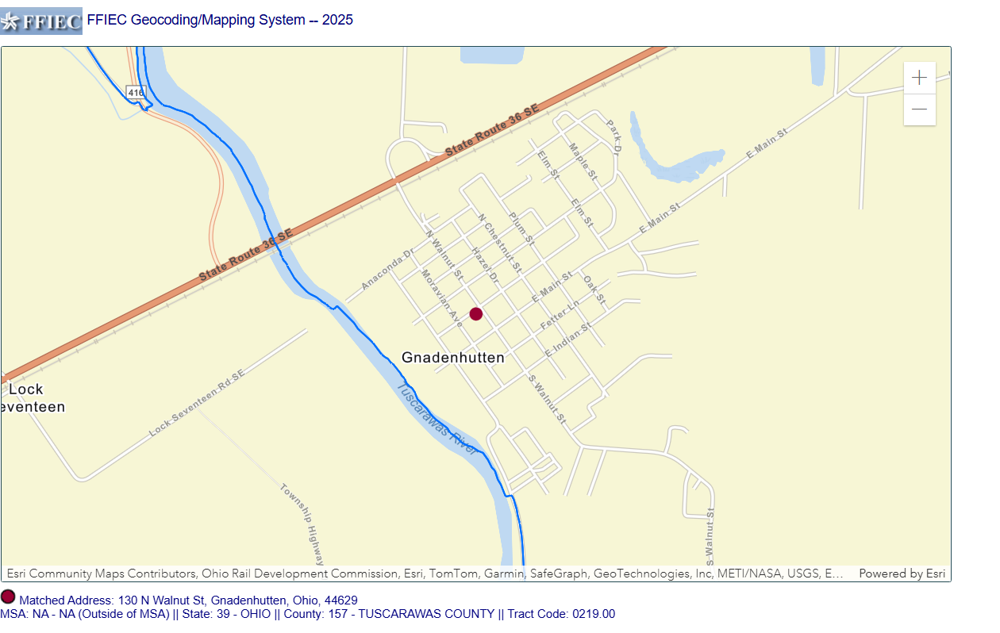 FFIEC FFIEC Geocoding/Mapping System -- 2025
416
State Route 36 SE
Park Dr
E Main St
Maple St
Elm St
E Main St
Elm St
Plum St
N Chestnut St
State Route 36 SE
N Walnut St
Hazel Dr
Anaconda Dr
Moravian Ave
E Main St
Oak St
Fetter Ln
E Indian St
Gnadenhutten
Lock
eventeen
Lock Seventeen Rd SE
S Walnut St
Tuscarawas River
Township Highway
S Walnut St
Esri Community Maps Contributors, Ohio Rail Development Commission, Esri, TomTom, Garmin, SafeGraph, GeoTechnologies, Inc, METI/NASA, USGS, E... Powered by Esri
Matched Address: 130 N Walnut St, Gnadenhutten, Ohio, 44629
MSA: NA - NA (Outside of MSA) || State: 39 - OHIO || County: 157 - TUSCARAWAS COUNTY || Tract Code: 0219.00